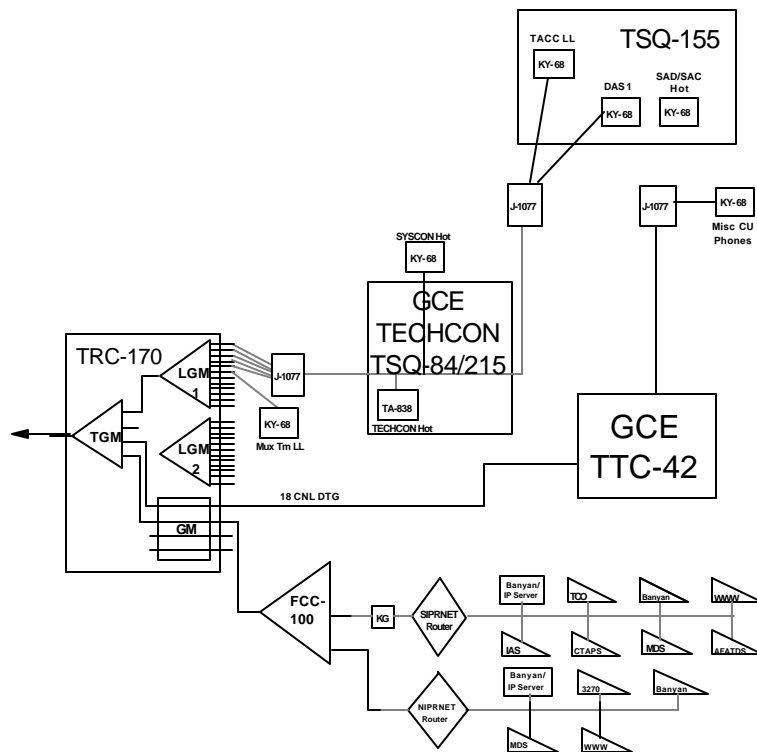 TSQ-155
TACC LL
KY-68
DAS 1
KY-68
SAD/SAC
Hot
KY-68
J-1077
J-1077
KY-68
Misc CU
Phones
SYSCON Hot
KY-68
GCE
TECHCON
TSQ-84/215
TA-838
TECHCON Hot
TRC-170
LGM
1
J-1077
KY-68
Mux Tm LL
TGM
LGM
2
GM
GCE
TTC-42
18 CNL DTG
FCC-
100
KG
SIPRNET
Router
Banyan/
IP Server
TCO
Banyan
WWW
IAS
CTAPS
MDS
AFATDS
NIPRNET
Router
Banyan/
IP Server
3270
Banyan
MDS
WWW